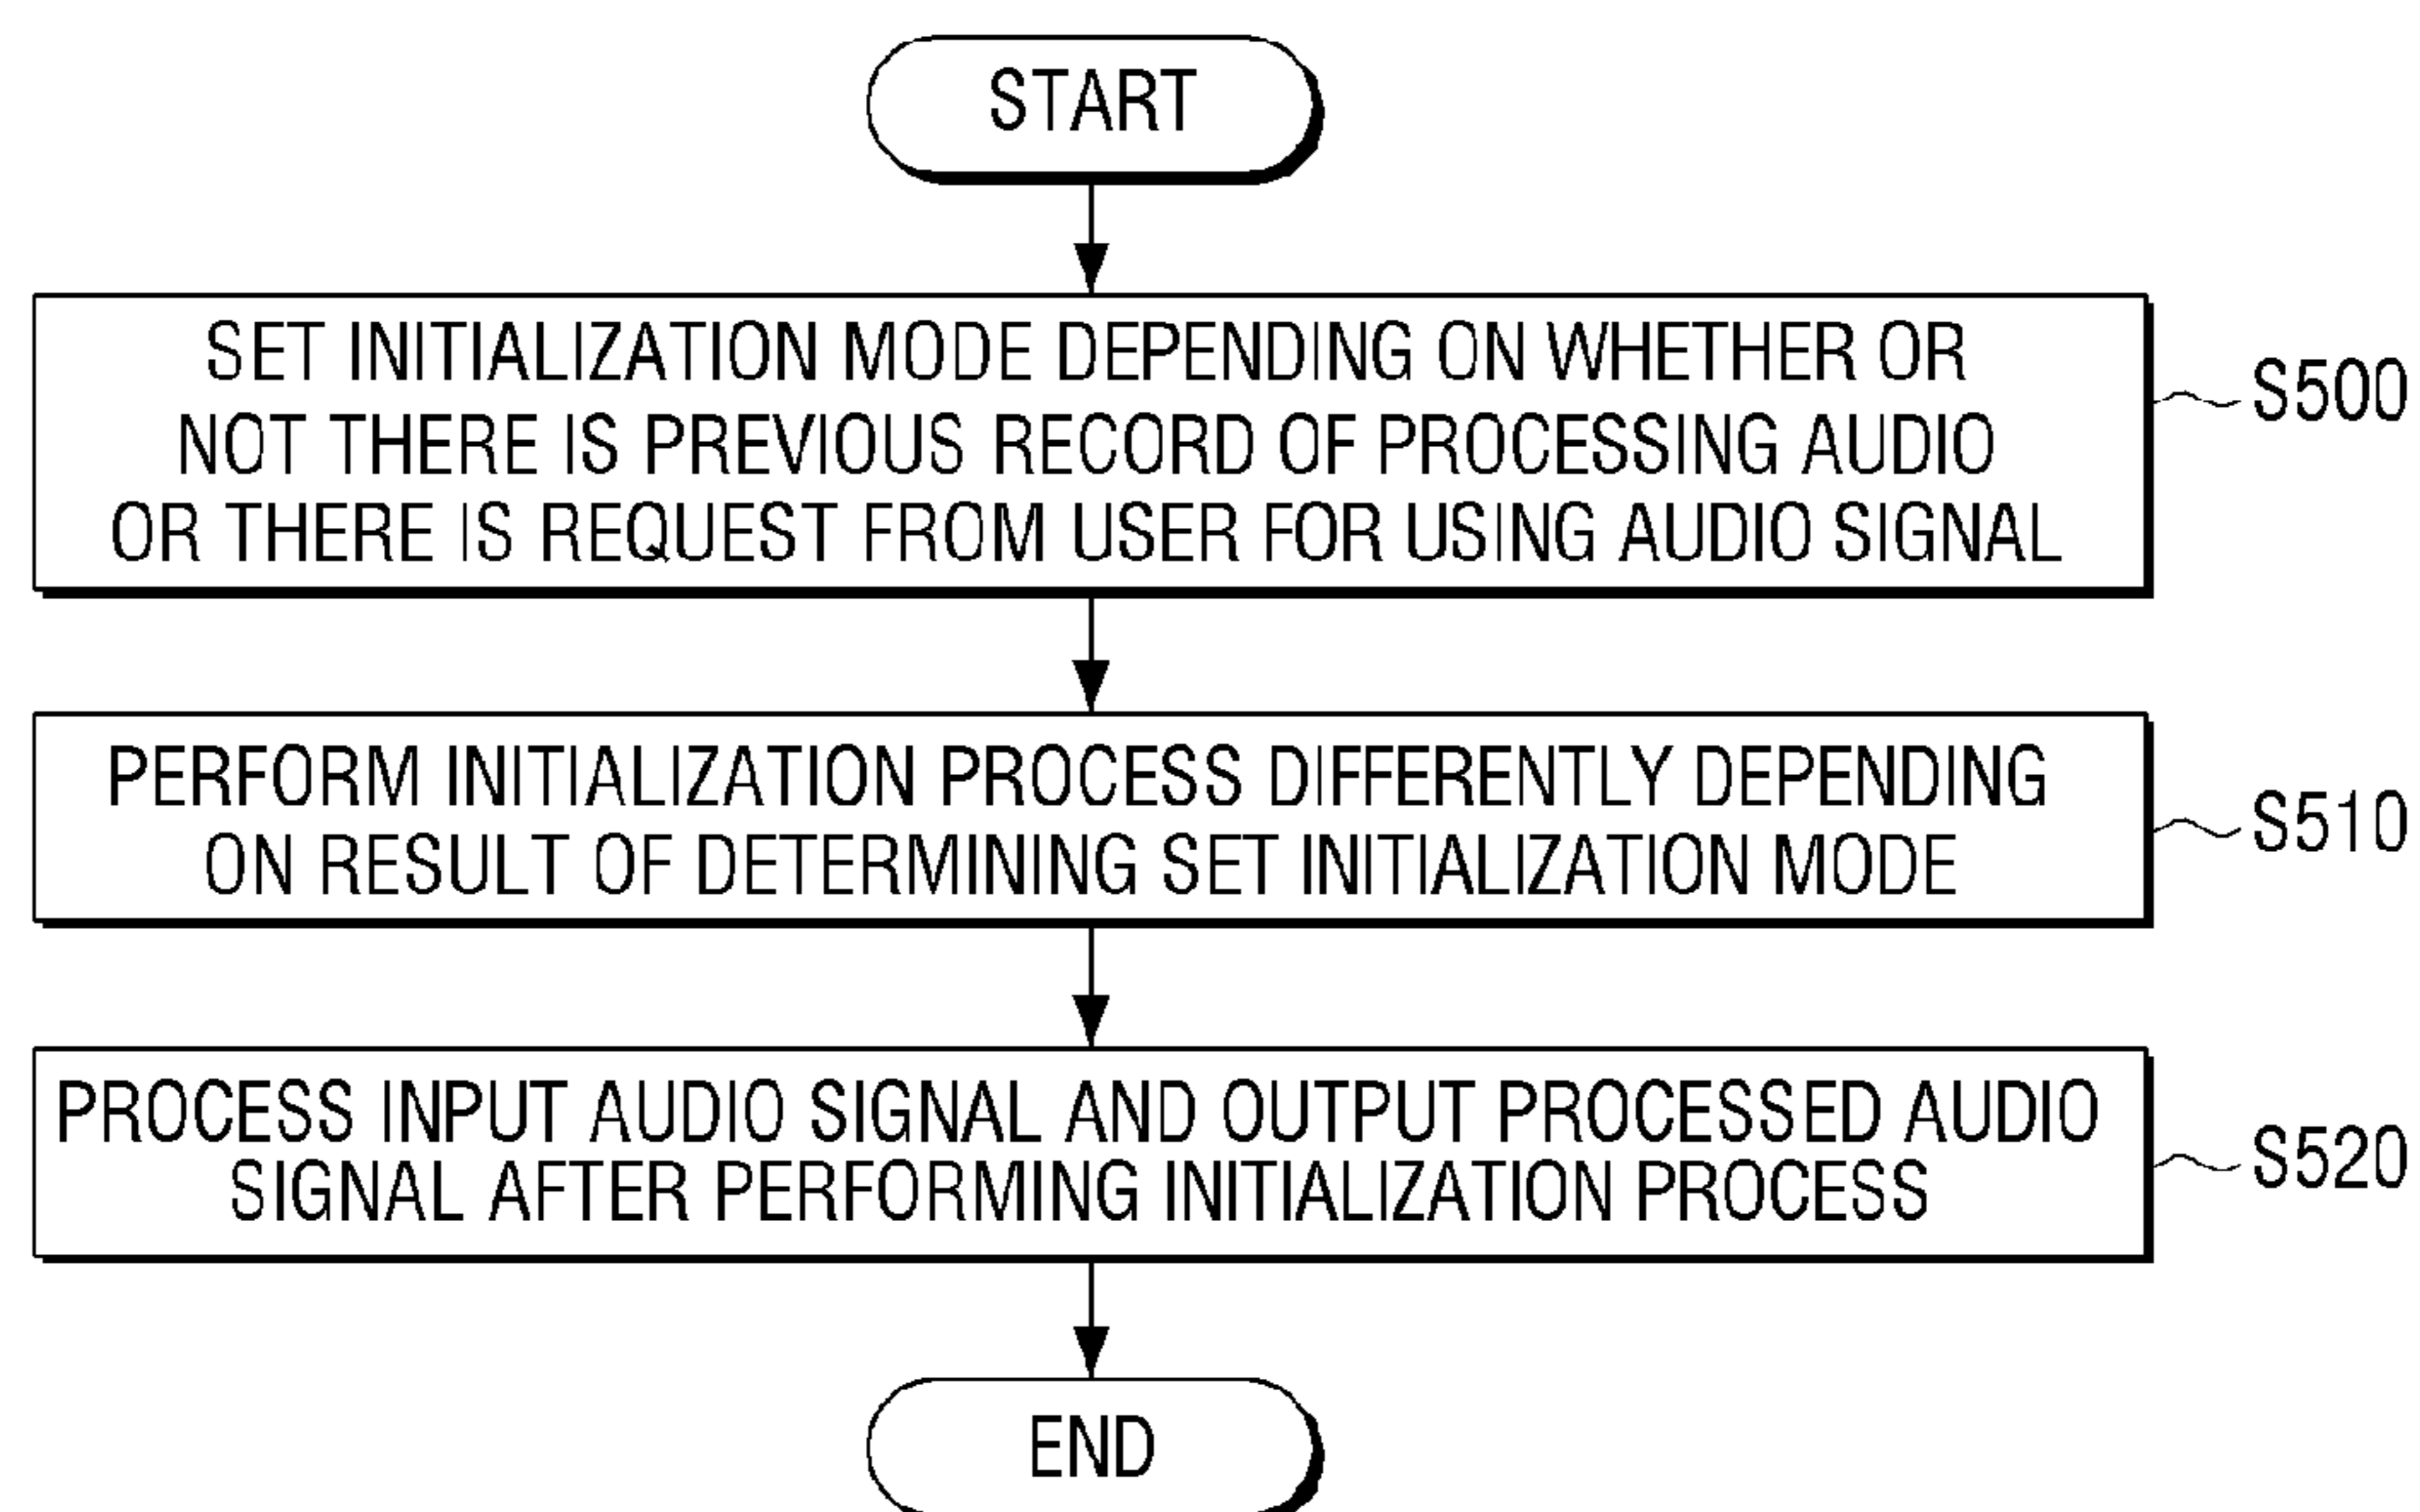 START
SET INITIALIZATION MODE DEPENDING ON WHETHER OR
NOT THERE IS PREVIOUS RECORD OF PROCESSING AUDIO
OR THERE IS REQUEST FROM USER FOR USING AUDIO SIGNAL
S500
PERFORM INITIALIZATION PROCESS DIFFERENTLY DEPENDING
ON RESULT OF DETERMINING SET INITIALIZATION MODE
S510
PROCESS INPUT AUDIO SIGNAL AND OUTPUT PROCESSED AUDIO
SIGNAL AFTER PERFORMING INITIALIZATION PROCESS
S520
END